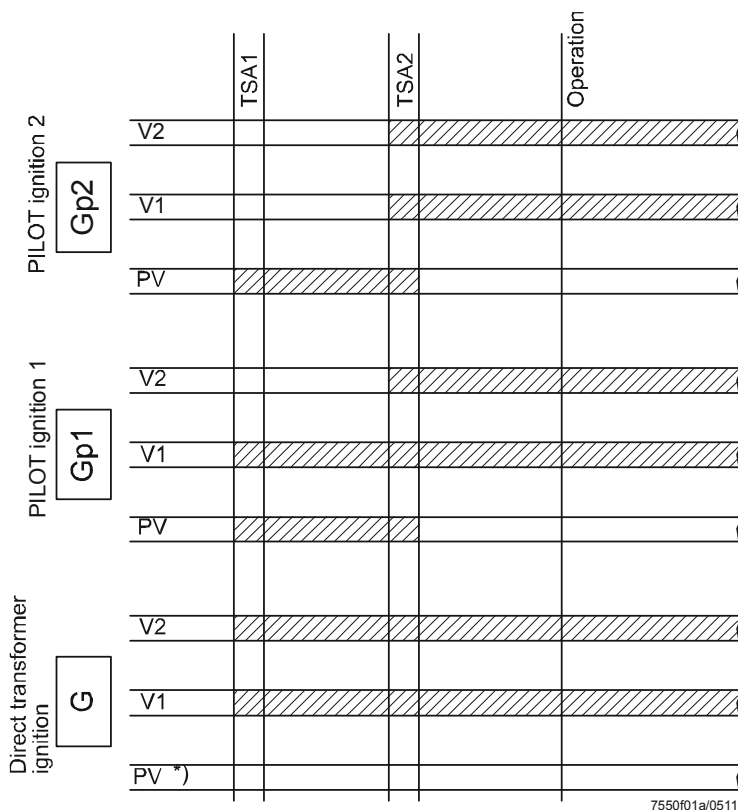 TSA1
TSA2
Operation
PILOT ignition 2
Gp2
V2
V1
PV
PILOT ignition 1
Gp1
V2
V1
PV
Direct transformer
ignition
G
V2
V1
PV *)
7550f01a/0511